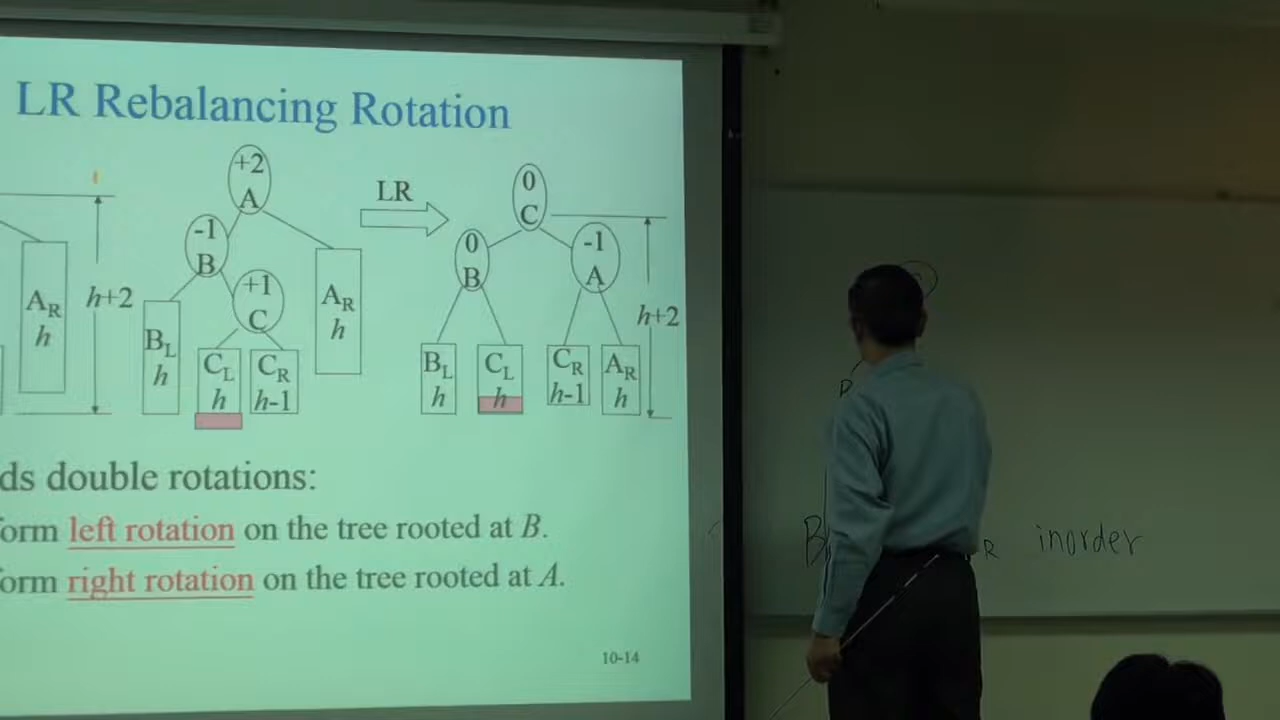 LR Rebalancing Rotation
+2
A
LR
0
C
-1
B
0
B
-1
A
+1
C
A_R
h
h+2
B_L
h
C_L
h
C_R
h-1
A_R
h
B_L
h
C_L
h
C_R
h-1
A_R
h
h+2
ds double rotations:
orm left rotation on the tree rooted at B.
orm right rotation on the tree rooted at A.
10-14
B
R inorder